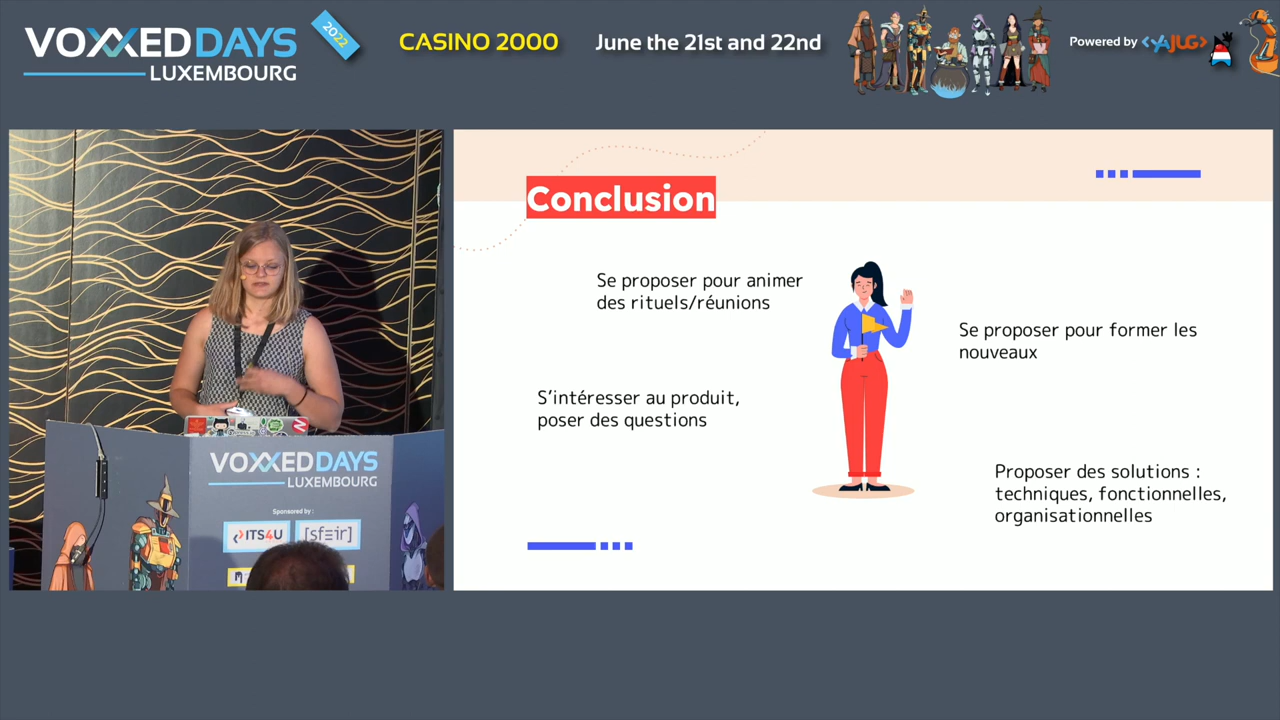 VOXXED DAYS
LUXEMBOURG
2022
CASINO 2000
June the 21st and 22nd
Powered by <YAJUG>
Conclusion
Se proposer pour animer
des rituels/réunions
Se proposer pour former les
nouveaux
S'intéresser au produit,
poser des questions
Proposer des solutions :
techniques, fonctionnelles,
organisationnelles
VOXXED DAYS
LUXEMBOURG
Sponsored by :
ITS4U
[sfeir]